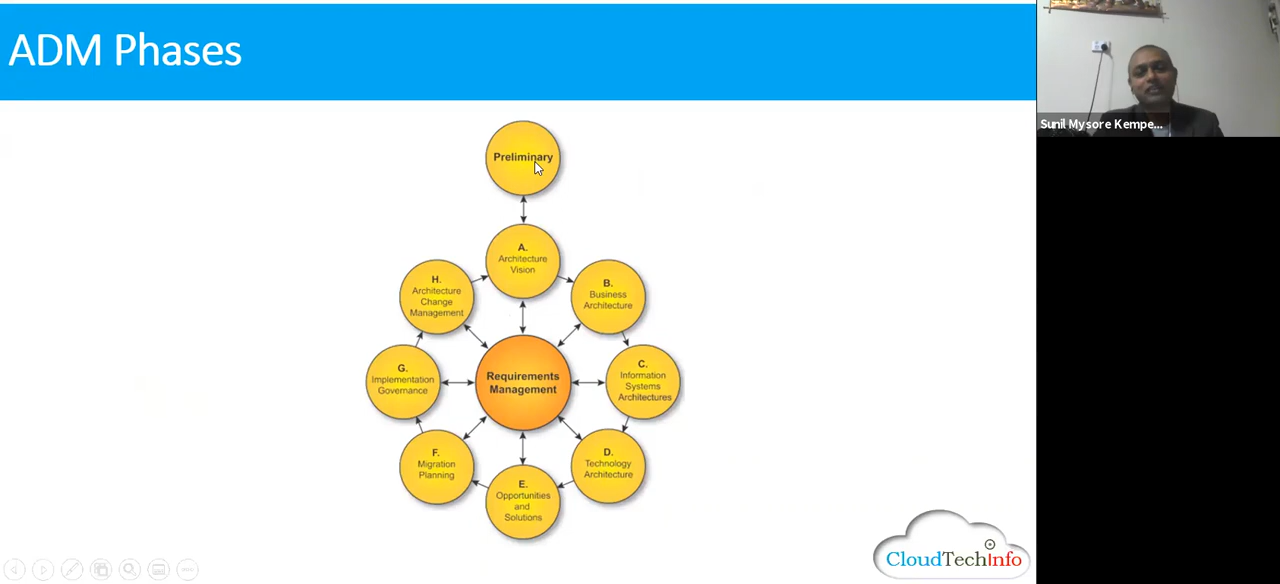 ADM Phases
Sunil Mysore Kempe...
Preliminary
A.
Architecture
Vision
B.
Business
Architecture
C.
Information
Systems
Architectures
D.
Technology
Architecture
E.
Opportunities
and
Solutions
F.
Migration
Planning
G.
Implementation
Governance
H.
Architecture
Change
Management
Requirements
Management
CloudTechInfo